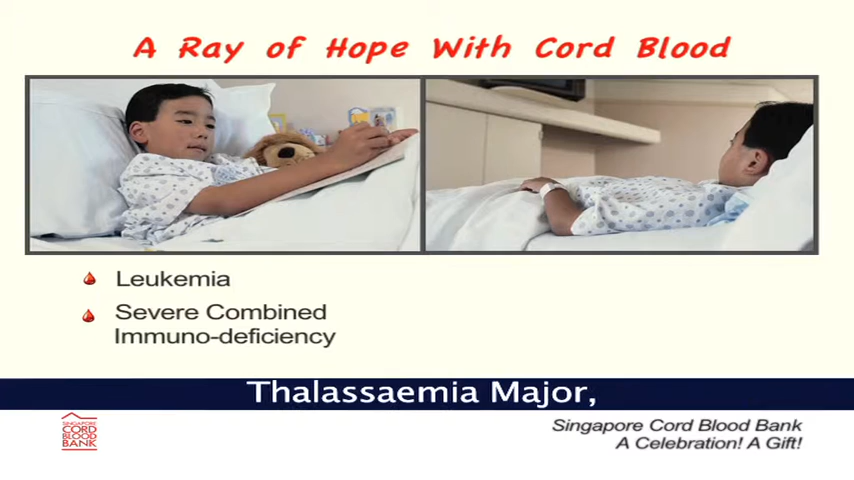 A Ray of Hope With Cord Blood
Leukemia
Severe Combined
Immuno-deficiency
Thalassaemia Major,
SINGAPORE
CORD
BLOOD
BANK
Singapore Cord Blood Bank
A Celebration! A Gift!